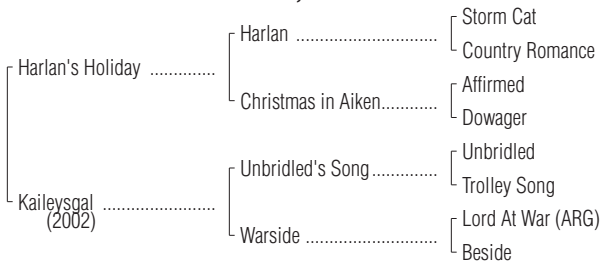 Storm Cat
Harlan ..............................
Country Romance
Harlan's Holiday ..............
Affirmed
Christmas in Aiken............
Dowager
Unbridled
Unbridled's Song..............
Trolley Song
Kaileysgal ........................
(2002)
Lord At War (ARG)
Warside ............................
Beside